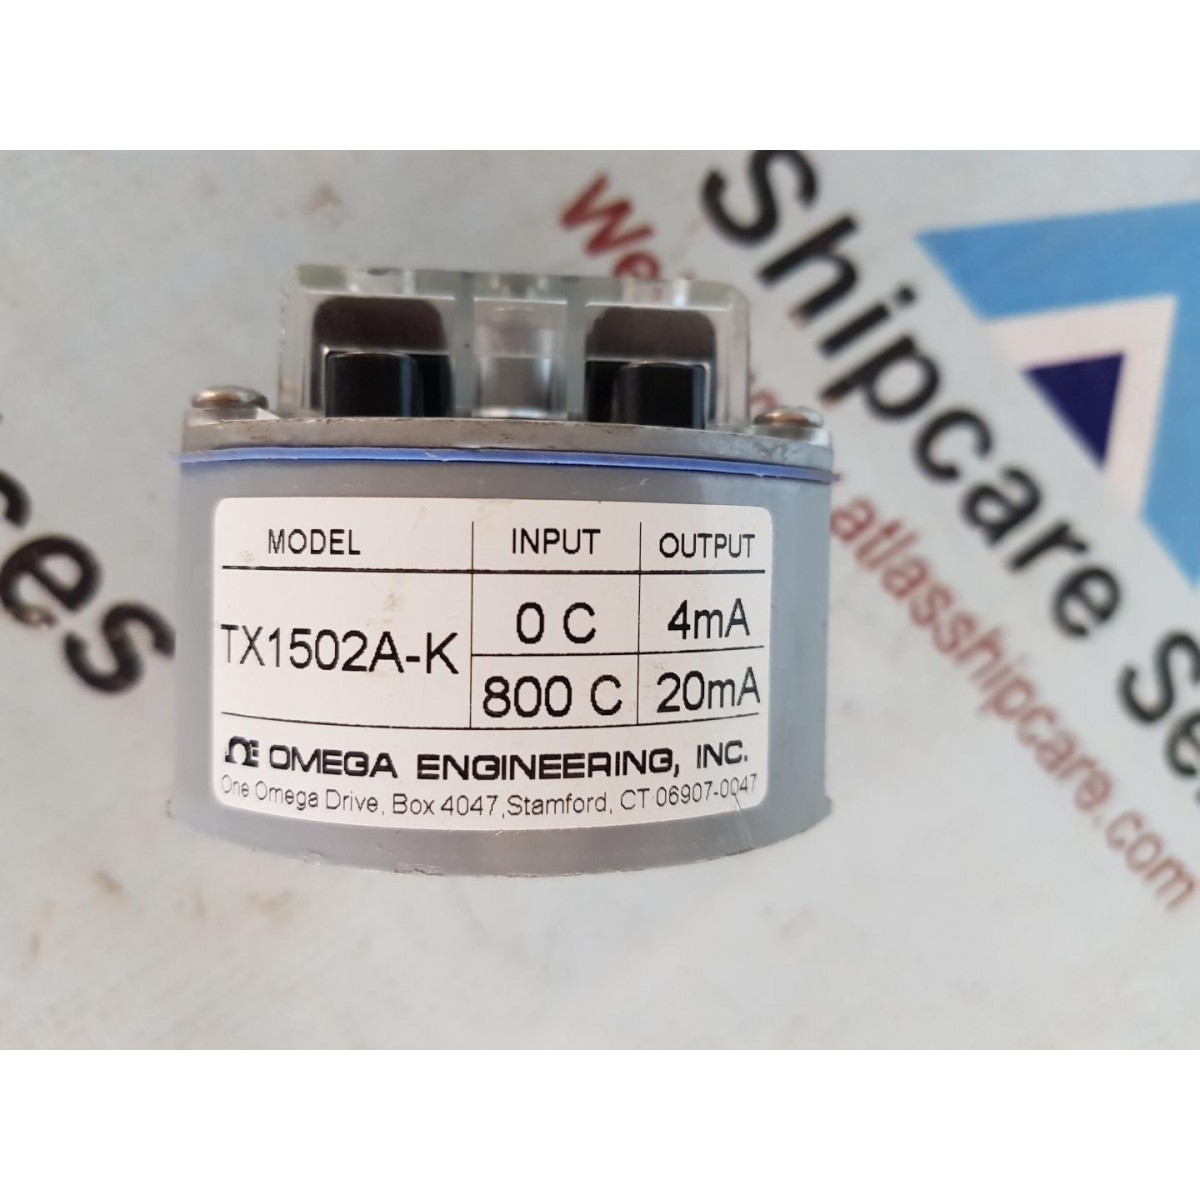 MODEL INPUT OUTPUT
TX1502A-K
0 C 4mA
800 C 20mA
OMEGA ENGINEERING, INC.
One Omega Drive, Box 4047,Stamford, CT 06907-0047
Shipcare Se
atlasshipcare.com
ces